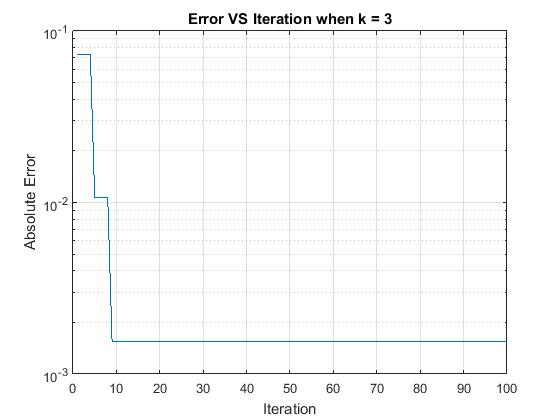 Error VS Iteration when k = 3
10-1
10-2
10-3
Absolute Error
0 10 20 30 40 50 60 70 80 90 100
Iteration